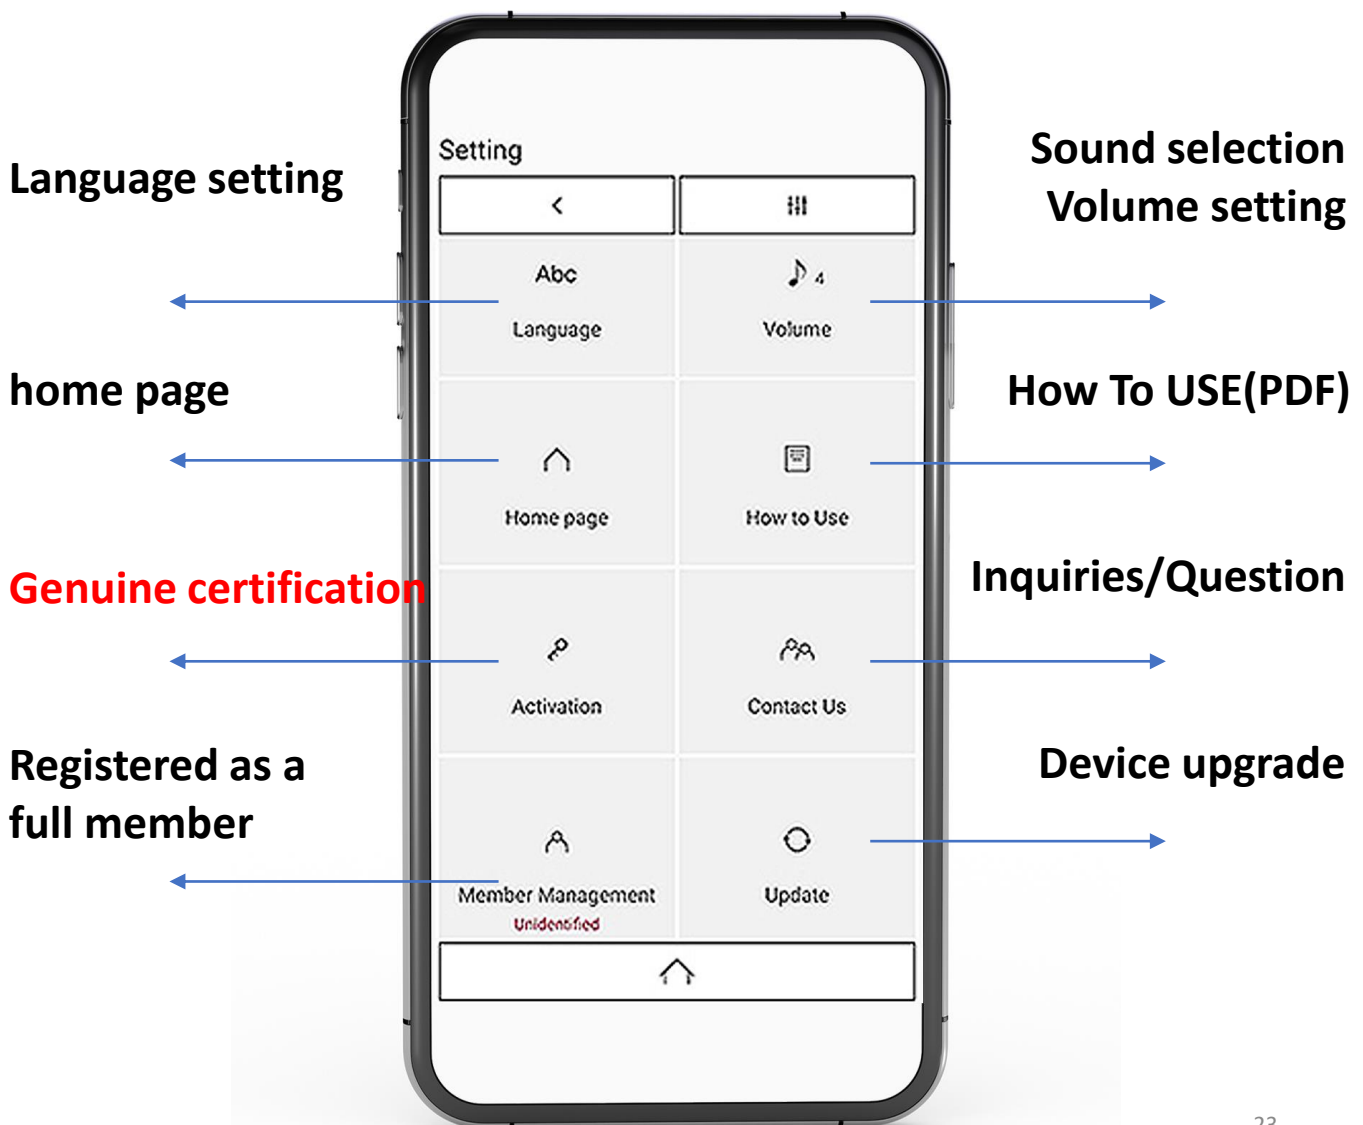 Language setting
Sound selection
Volume setting
Setting
Abc
4
Language
Volume
home page
How To USE(PDF)
Home page
How to Use
Genuine certification
Inquiries/Question
Activation
Contact Us
Registered as a
full member
Device upgrade
Member Management
Unidentified
Update
23